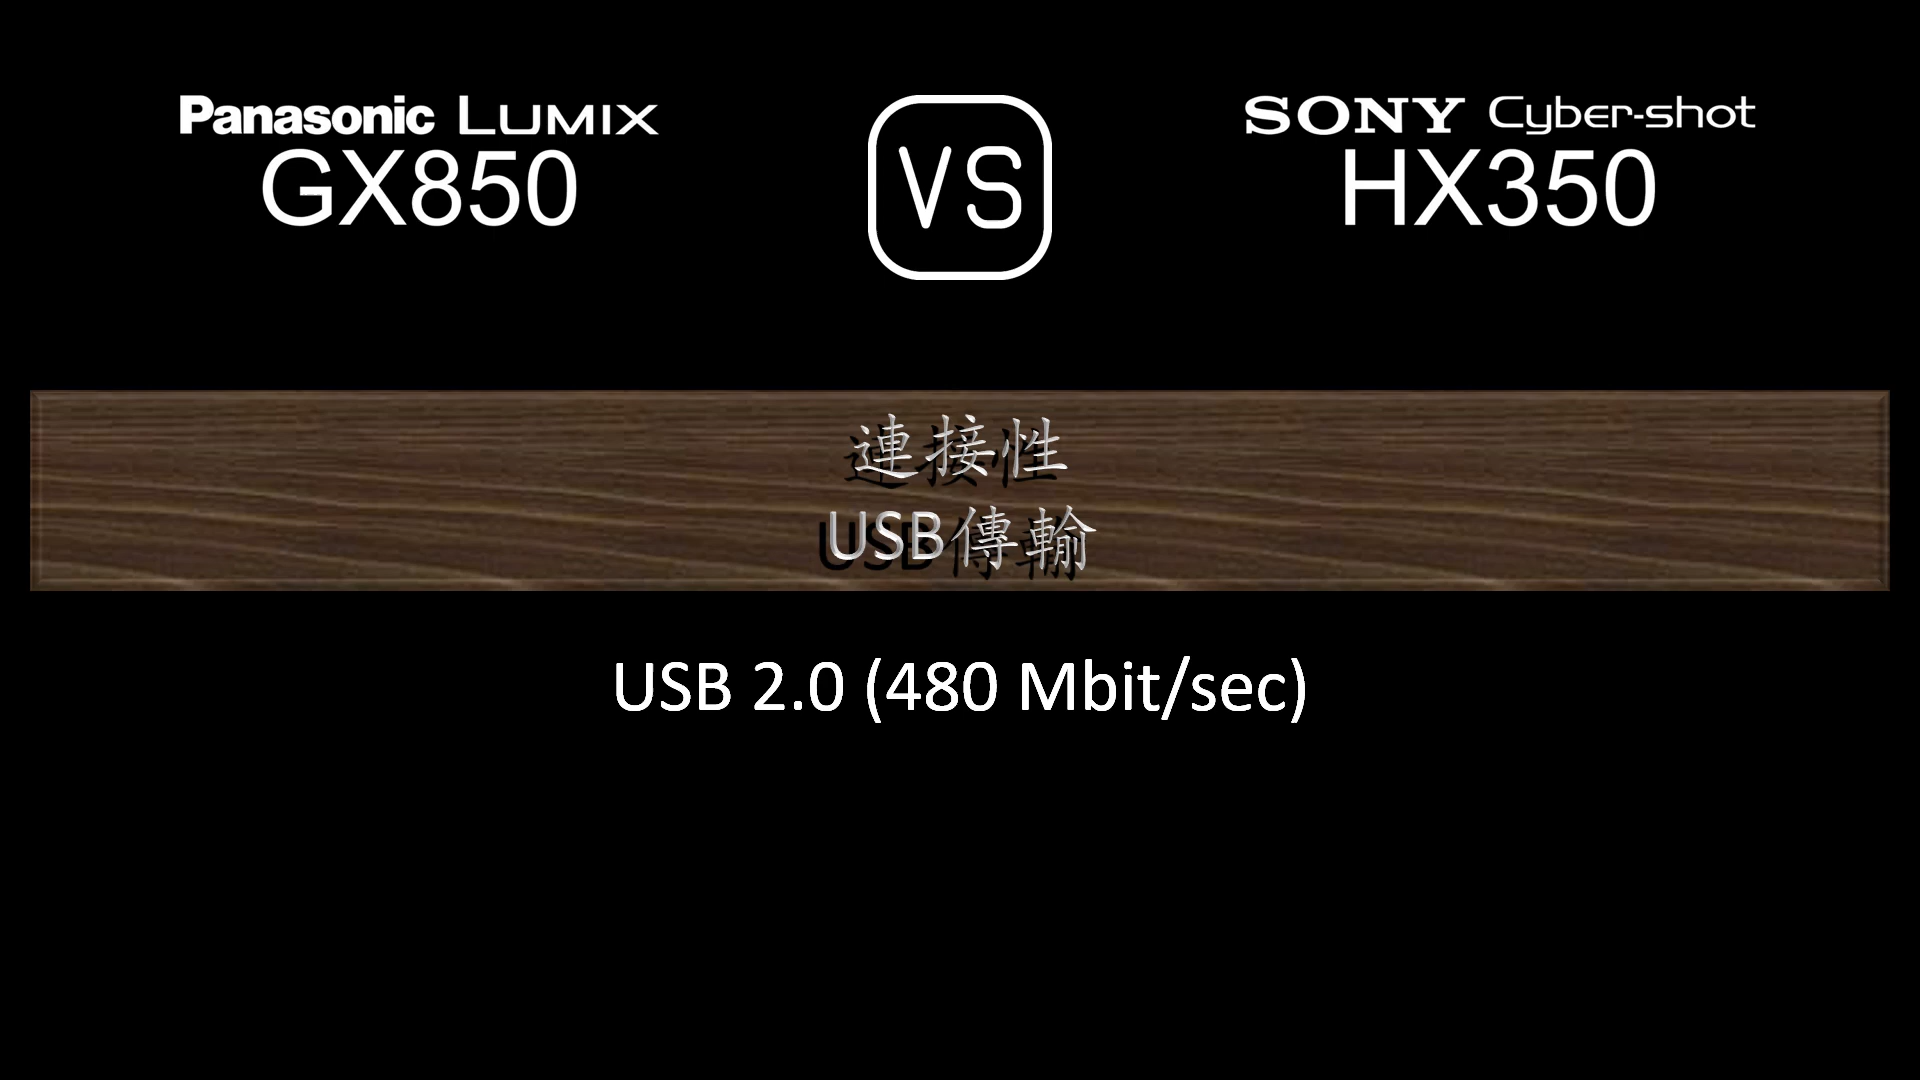 Panasonic LUMIX
GX850
VS
SONY Cyber-shot
HX350
連接性
USB傳輸
USB 2.0 (480 Mbit/sec)